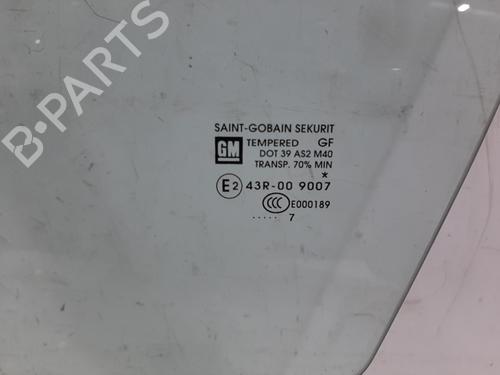 B-PARTS
SAINT-GOBAIN SEKURIT
GM TEMPERED GF
DOT 39 AS2 M40
TRANSP. 70% MIN
*
E2 43R-00 9007
CCC E000189
..... 7